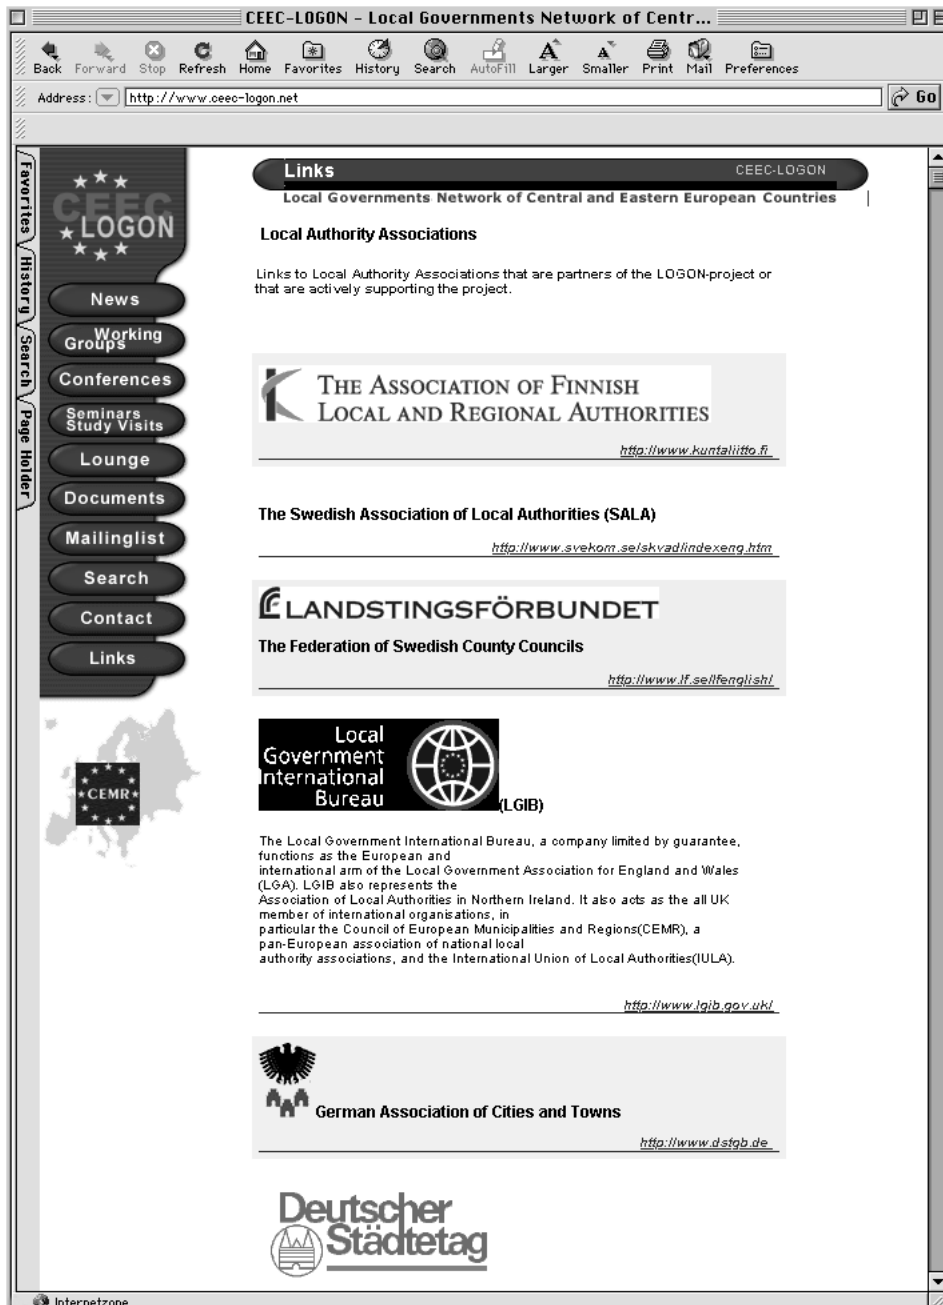 CEEC-LOGON – Local Governments Network of Centr...
Back Forward Stop Refresh Home Favorites History Search AutoFill Larger Smaller Print Mail Preferences
Address: http://www.ceec-logon.net Go
Favorites
History
Search
Page Holder
CEEC
LOGON
News
Working
Groups
Conferences
Seminars
Study Visits
Lounge
Documents
Mailinglist
Search
Contact
Links
CEMR
Links CEEC-LOGON
Local Governments Network of Central and Eastern European Countries
Local Authority Associations
Links to Local Authority Associations that are partners of the LOGON-project or
that are actively supporting the project.
THE ASSOCIATION OF FINNISH
LOCAL AND REGIONAL AUTHORITIES
http://www.kuntaliitto.fi
The Swedish Association of Local Authorities (SALA)
http://www.svekom.se/skvad/indexeng.htm
LANDSTINGSFÖRBUNDET
The Federation of Swedish County Councils
http://www.lf.se/lfenglish/
Local
Government
International
Bureau
(LGIB)
The Local Government International Bureau, a company limited by guarantee,
functions as the European and
international arm of the Local Government Association for England and Wales
(LGA). LGIB also represents the
Association of Local Authorities in Northern Ireland. It also acts as the all UK
member of international organisations, in
particular the Council of European Municipalities and Regions(CEMR), a
pan-European association of national local
authority associations, and the International Union of Local Authorities(IULA).
http://www.lgib.gov.uk/
German Association of Cities and Towns
http://www.dstgb.de
Deutscher
Städtetag
Internetzone